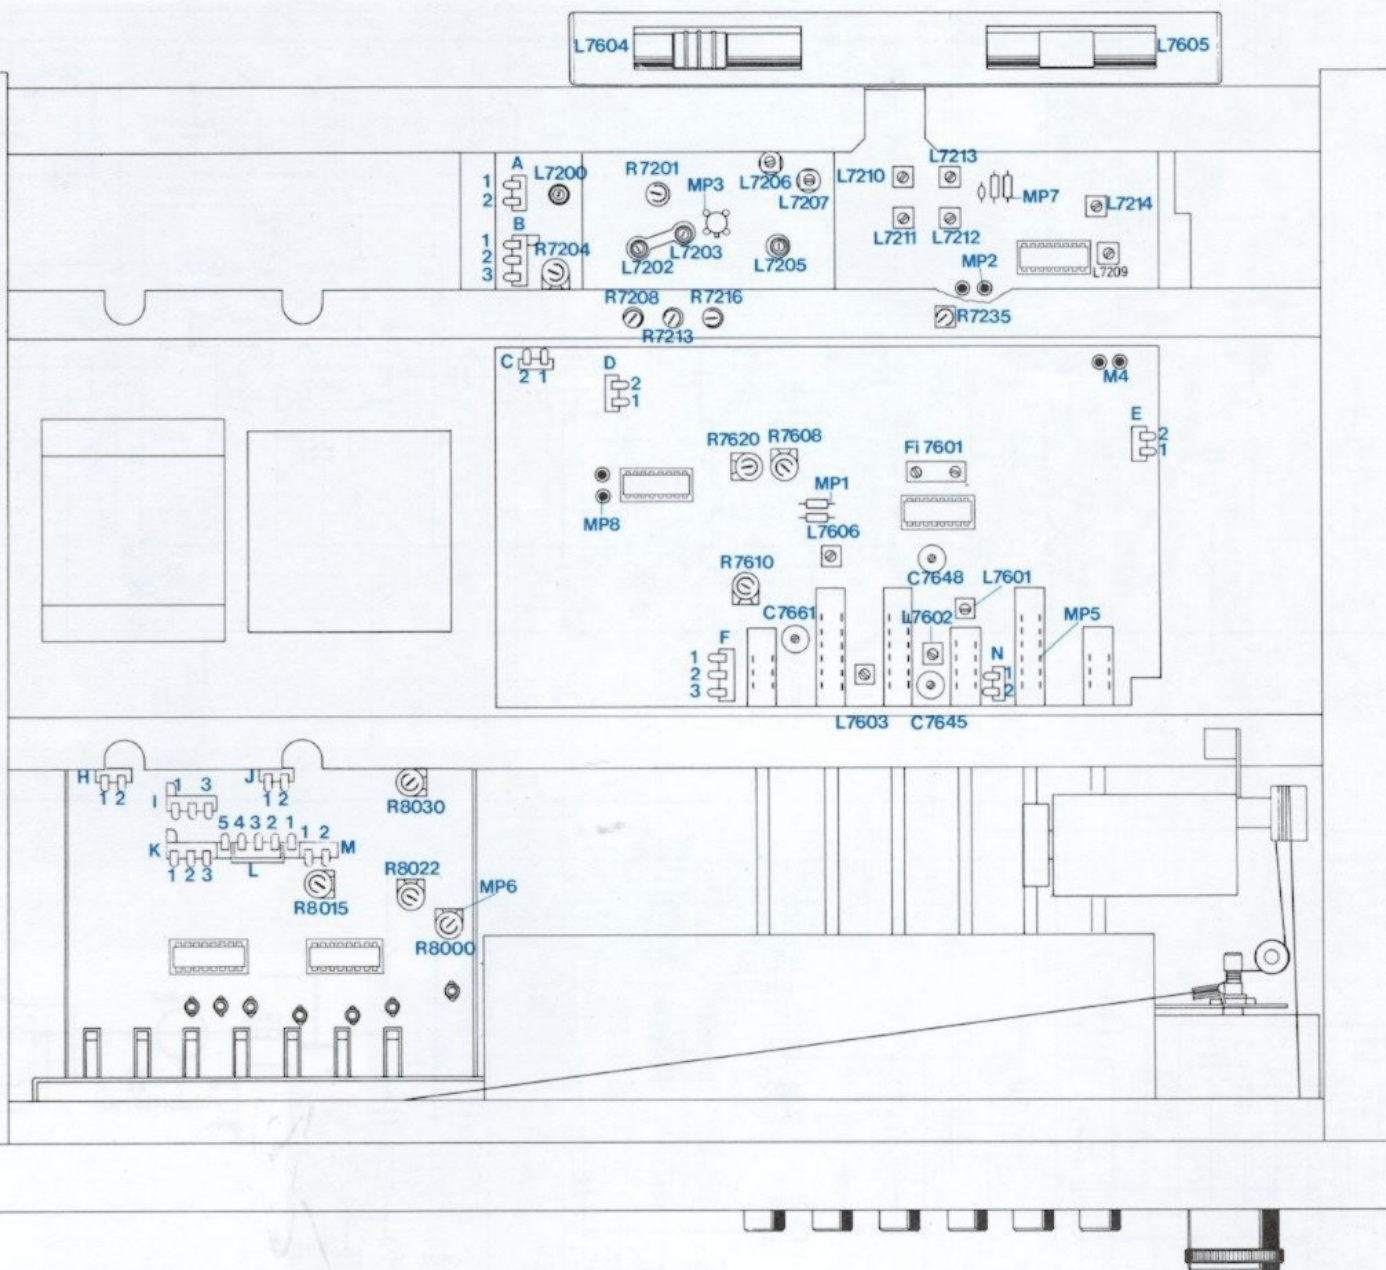 L7604
L7605
A
L7200
1
2
R7201
MP3
L7206
L7207
L7210
L7213
MP7
L7214
L7211
L7212
MP2
L7209
B
1
2
3
R7204
L7202
L7203
L7205
R7208
R7216
R7213
R7235
C
2 1
D
2
1
M4
E
2
1
R7620
R7608
Fi 7601
MP1
MP8
L7606
R7610
C7648
L7601
C7661
L7602
MP5
F
1
2
3
N
1
2
L7603
C7645
H
1 2
I
1 3
J
1 2
R8030
5 4 3 2 1
1 2
K
M
1 2 3
L
R8015
R8022
MP6
R8000